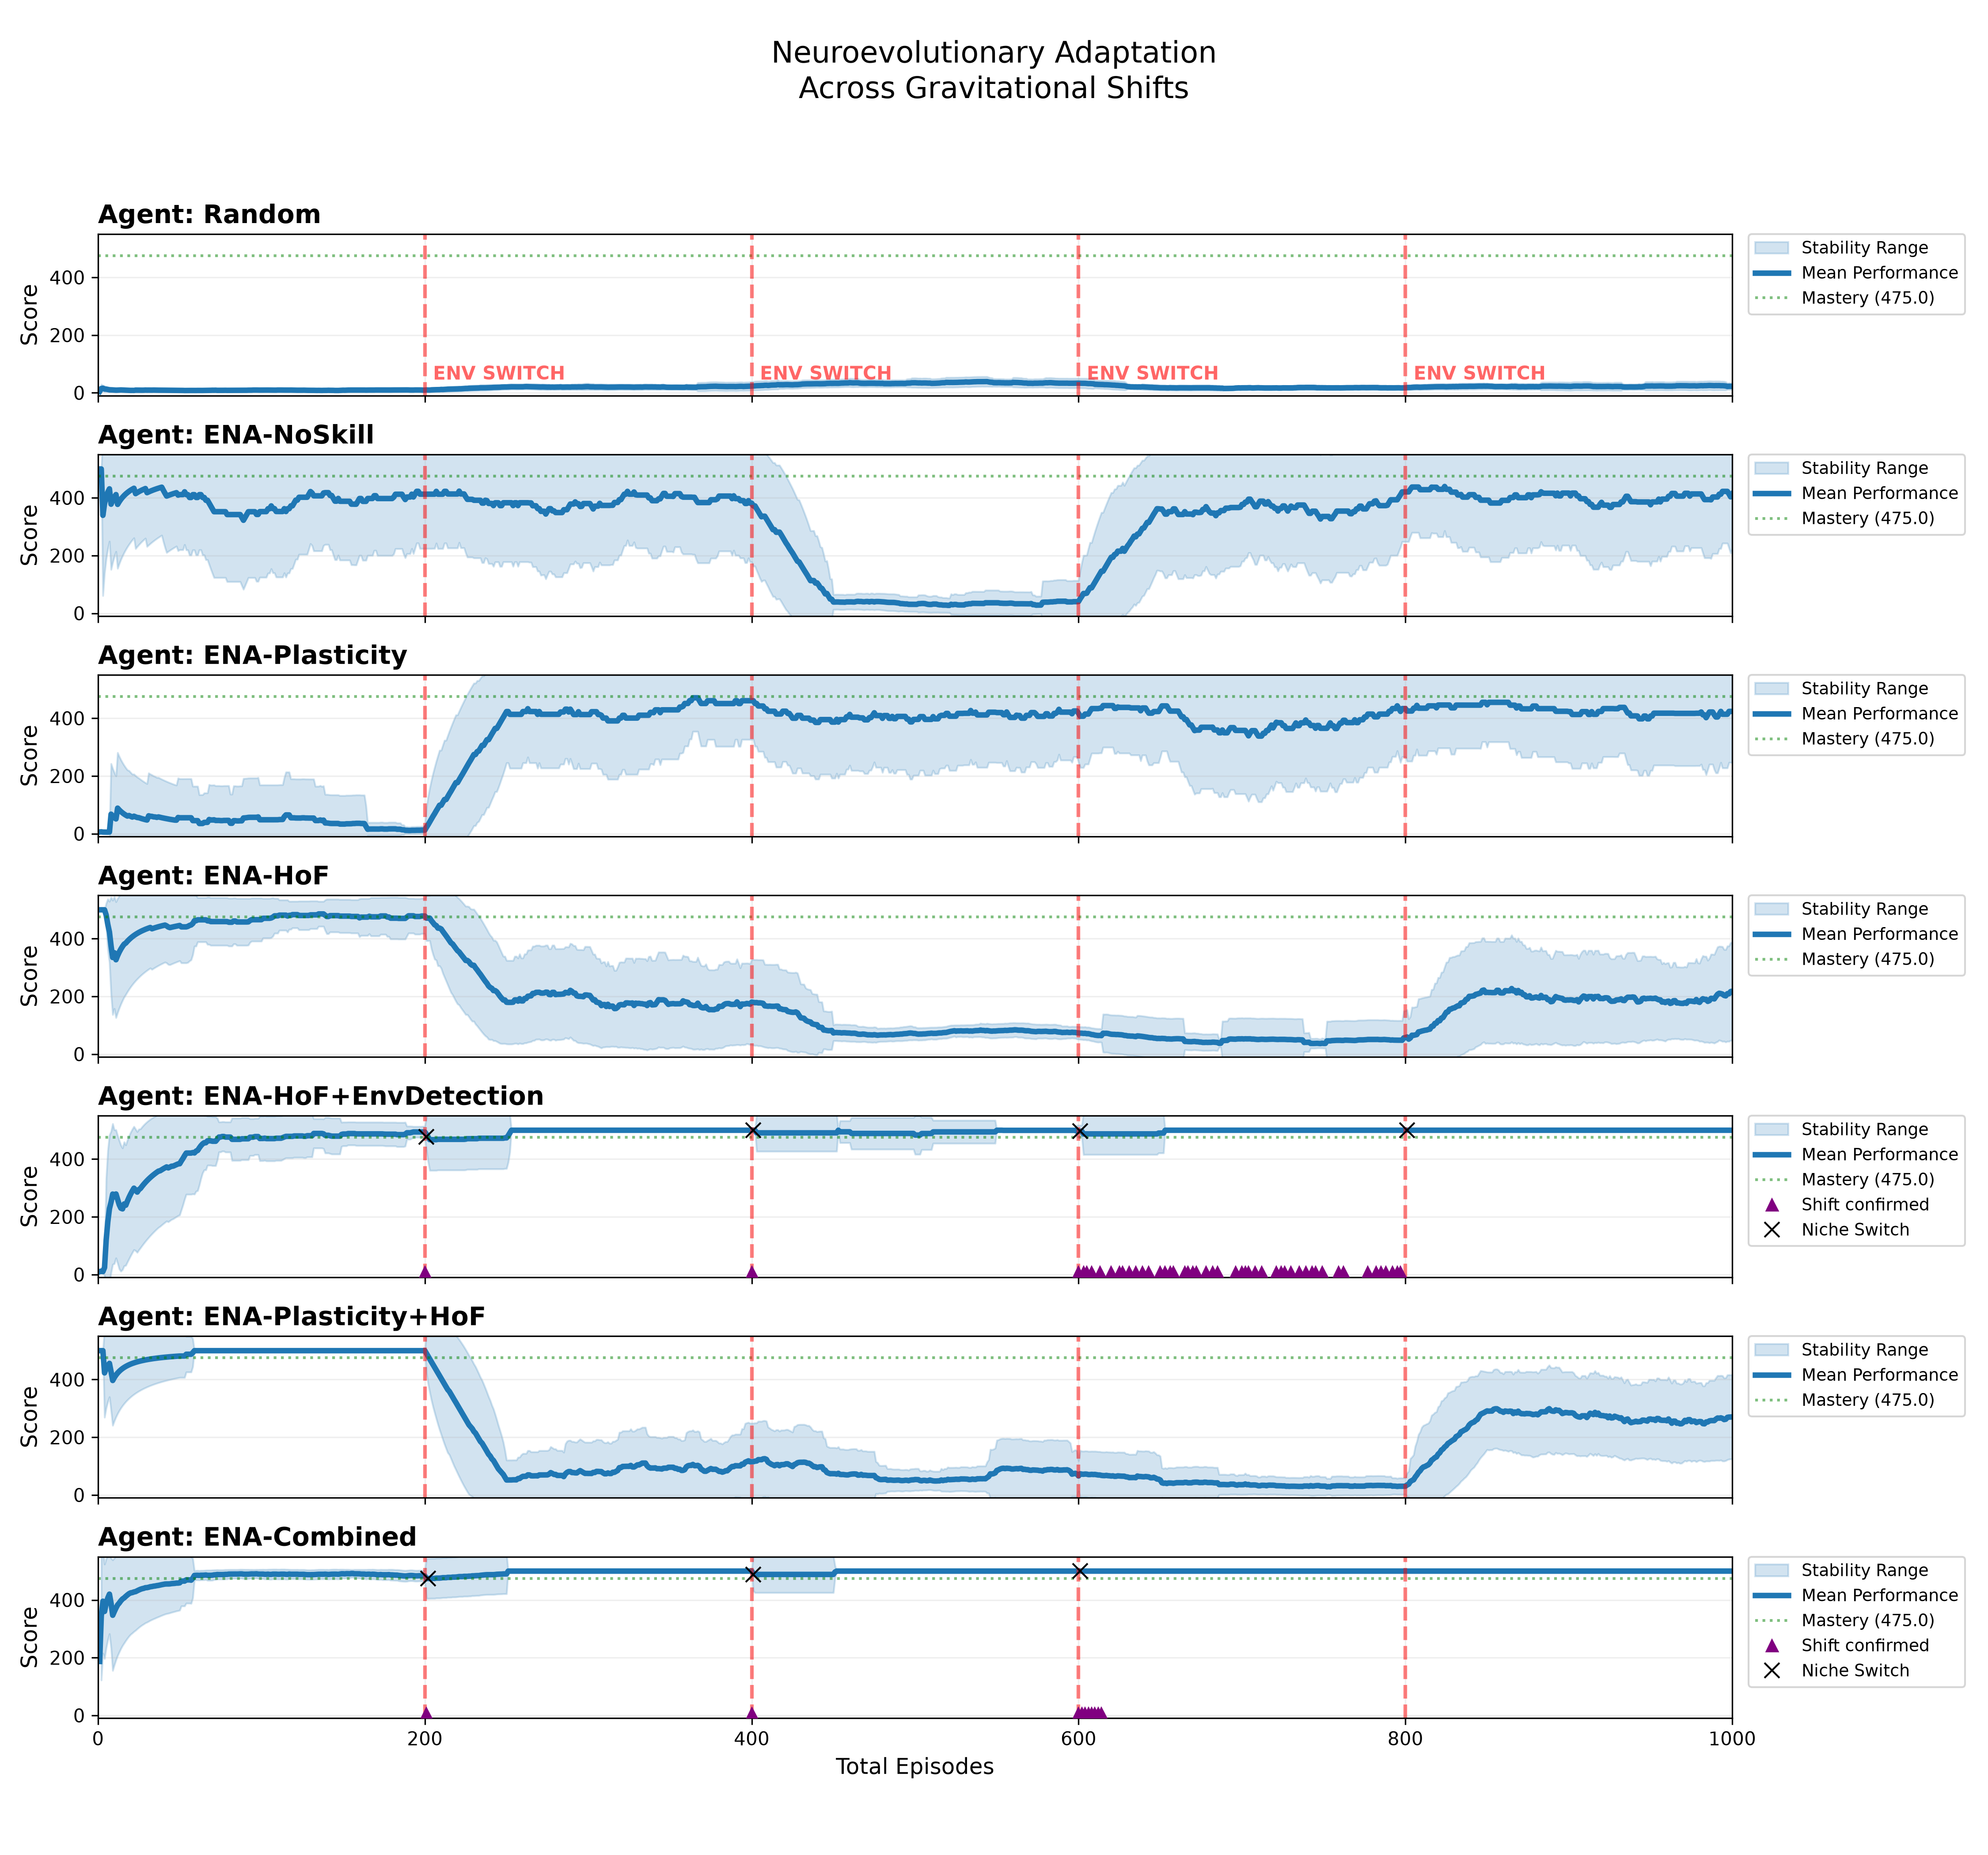 Neuroevolutionary Adaptation
Across Gravitational Shifts
Agent: Random
Score
400
200
0
ENV SWITCH
ENV SWITCH
ENV SWITCH
ENV SWITCH
Stability Range
Mean Performance
Mastery (475.0)
Agent: ENA-NoSkill
Score
400
200
0
Stability Range
Mean Performance
Mastery (475.0)
Agent: ENA-Plasticity
Score
400
200
0
Stability Range
Mean Performance
Mastery (475.0)
Agent: ENA-HoF
Score
400
200
0
Stability Range
Mean Performance
Mastery (475.0)
Agent: ENA-HoF+EnvDetection
Score
400
200
0
Stability Range
Mean Performance
Mastery (475.0)
Shift confirmed
Niche Switch
Agent: ENA-Plasticity+HoF
Score
400
200
0
Stability Range
Mean Performance
Mastery (475.0)
Agent: ENA-Combined
Score
400
200
0
Stability Range
Mean Performance
Mastery (475.0)
Shift confirmed
Niche Switch
0 200 400 600 800 1000
Total Episodes